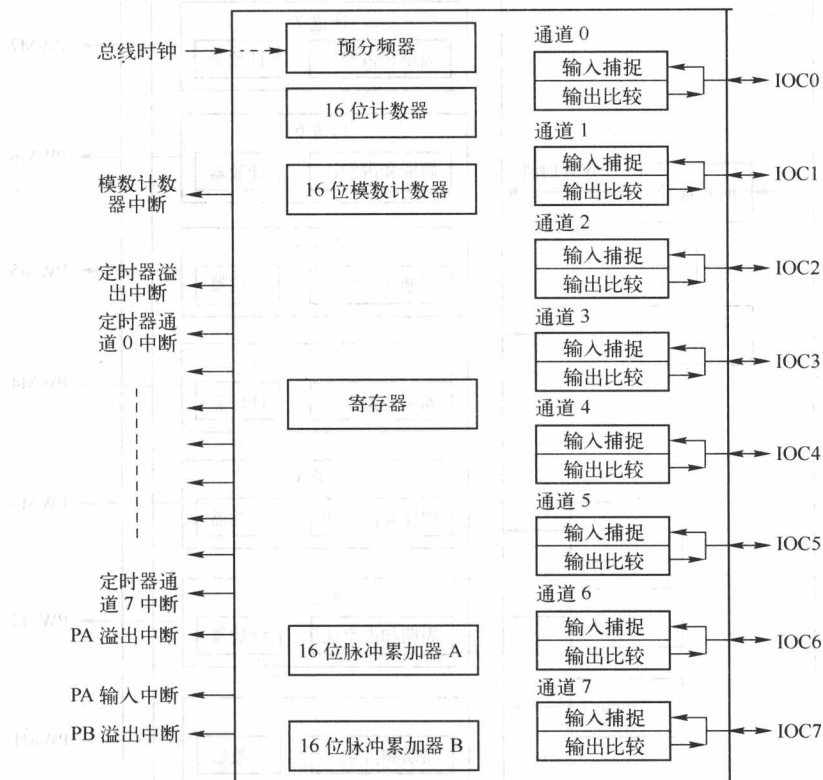 总线时钟
模数计数
器中断
定时器溢
出中断
定时器通
道 0 中断
定时器通
道 7 中断
PA 溢出中断
PA 输入中断
PB 溢出中断
预分频器
16 位计数器
16 位模数计数器
寄存器
16 位脉冲累加器 A
16 位脉冲累加器 B
通道 0
输入捕捉
输出比较
IOC0
通道 1
输入捕捉
输出比较
IOC1
通道 2
输入捕捉
输出比较
IOC2
通道 3
输入捕捉
输出比较
IOC3
通道 4
输入捕捉
输出比较
IOC4
通道 5
输入捕捉
输出比较
IOC5
通道 6
输入捕捉
输出比较
IOC6
通道 7
输入捕捉
输出比较
IOC7